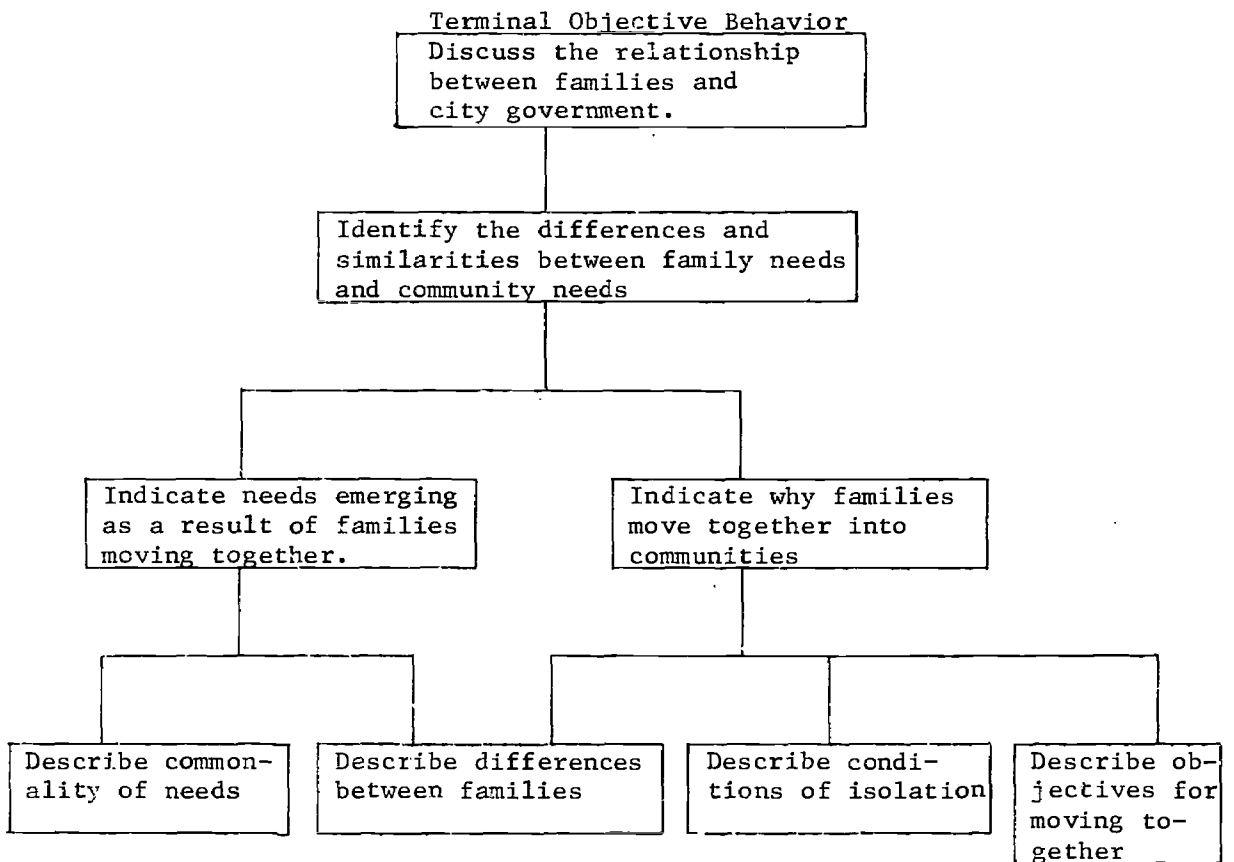 Terminal Objective Behavior
Discuss the relationship
between families and
city government.
Identify the differences and
similarities between family needs
and community needs
Indicate needs emerging
as a result of families
moving together.
Indicate why families
move together into
communities
Describe common-
ality of needs
Describe differences
between families
Describe condi-
tions of isolation
Describe ob-
jectives for
moving to-
gether